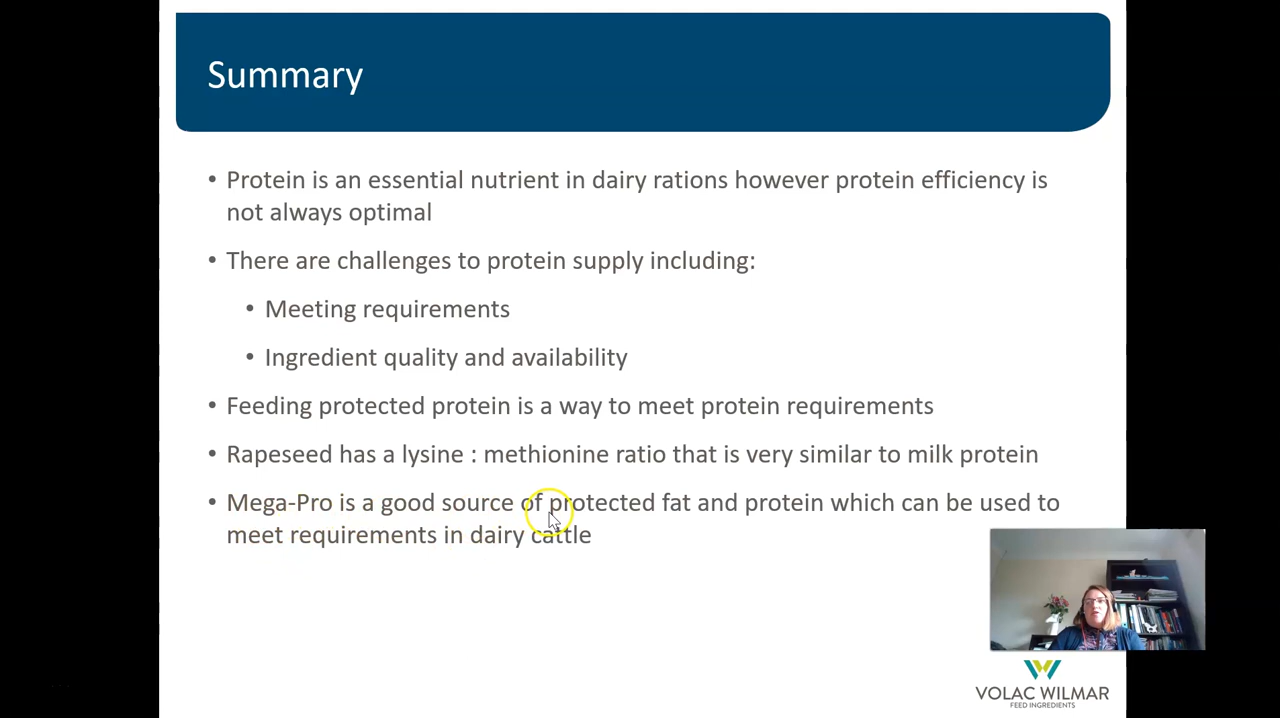 Summary
• Protein is an essential nutrient in dairy rations however protein efficiency is
not always optimal
• There are challenges to protein supply including:
• Meeting requirements
• Ingredient quality and availability
• Feeding protected protein is a way to meet protein requirements
• Rapeseed has a lysine : methionine ratio that is very similar to milk protein
• Mega-Pro is a good source of protected fat and protein which can be used to
meet requirements in dairy cattle
VOLAC WILMAR
FEED INGREDIENTS